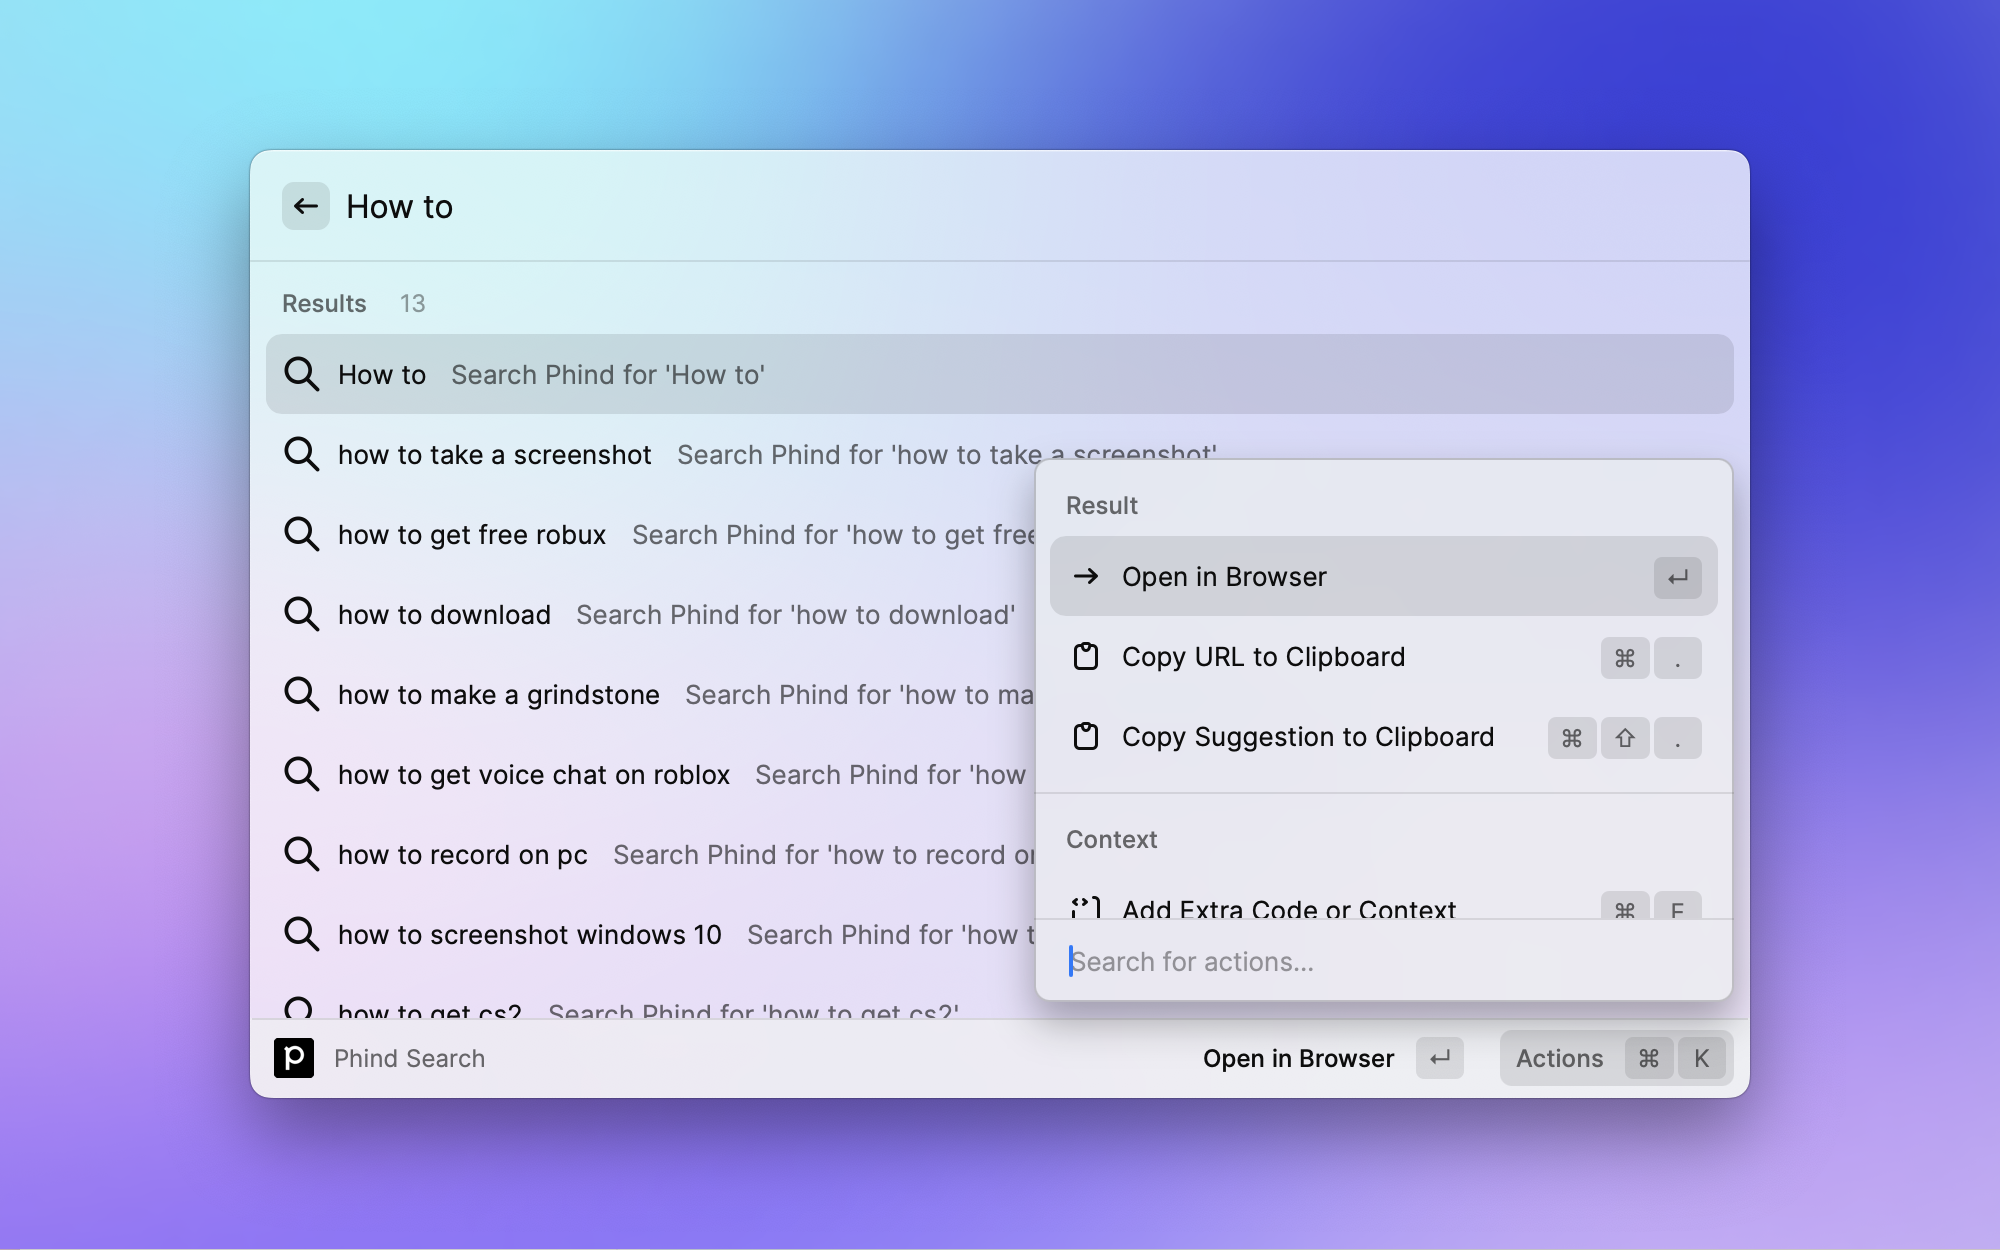 How to
Results 13
How to Search Phind for 'How to'
how to take a screenshot Search Phind for 'how to take a screenshot'
how to get free robux Search Phind for 'how to get free
how to download Search Phind for 'how to download'
how to make a grindstone Search Phind for 'how to ma
how to get voice chat on roblox Search Phind for 'how
how to record on pc Search Phind for 'how to record on
how to screenshot windows 10 Search Phind for 'how t
how to get cs2 Search Phind for 'how to get cs2'
Result
Open in Browser ↵
Copy URL to Clipboard ⌘ .
Copy Suggestion to Clipboard ⌘ ⇧ .
Context
Add Extra Code or Context ⌘
Search for actions...
Phind Search
Open in Browser ↵
Actions ⌘ K